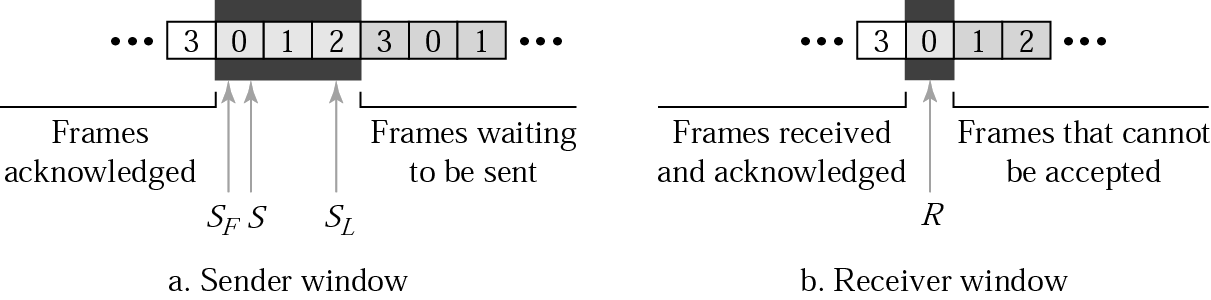 ••• 3 0 1 2 3 0 1 •••
Frames acknowledged
Frames waiting to be sent
S_F S S_L
a. Sender window
••• 3 0 1 2 •••
Frames received and acknowledged
Frames that cannot be accepted
R
b. Receiver window